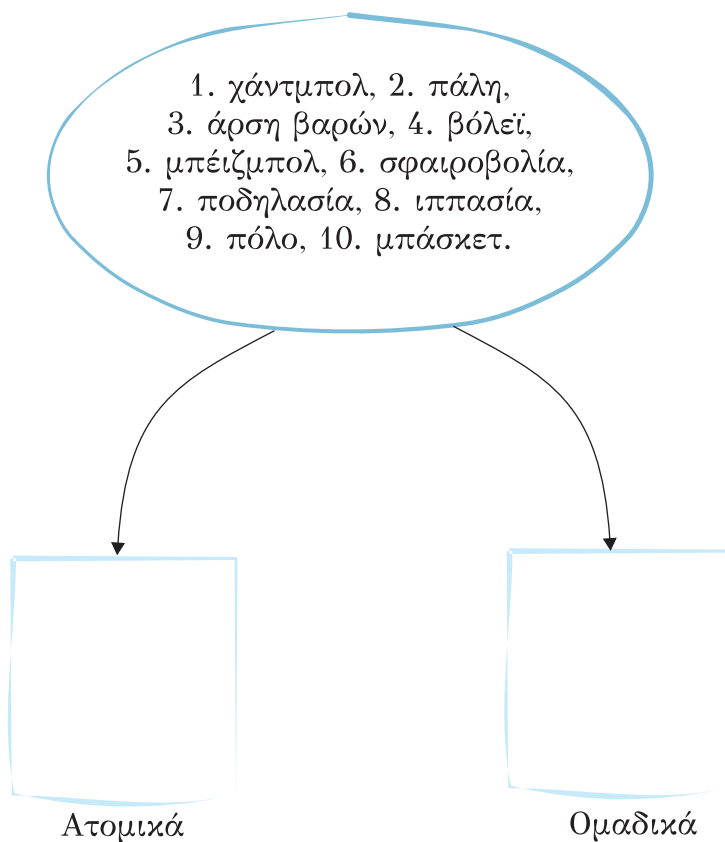 1. χάντμπολ, 2. πάλη,
3. άρση βαρών, 4. βόλεϊ,
5. μπέιζμπολ, 6. σφαιροβολία,
7. ποδηλασία, 8. ιππασία,
9. πόλο, 10. μπάσκετ.
Ατομικά
Ομαδικά